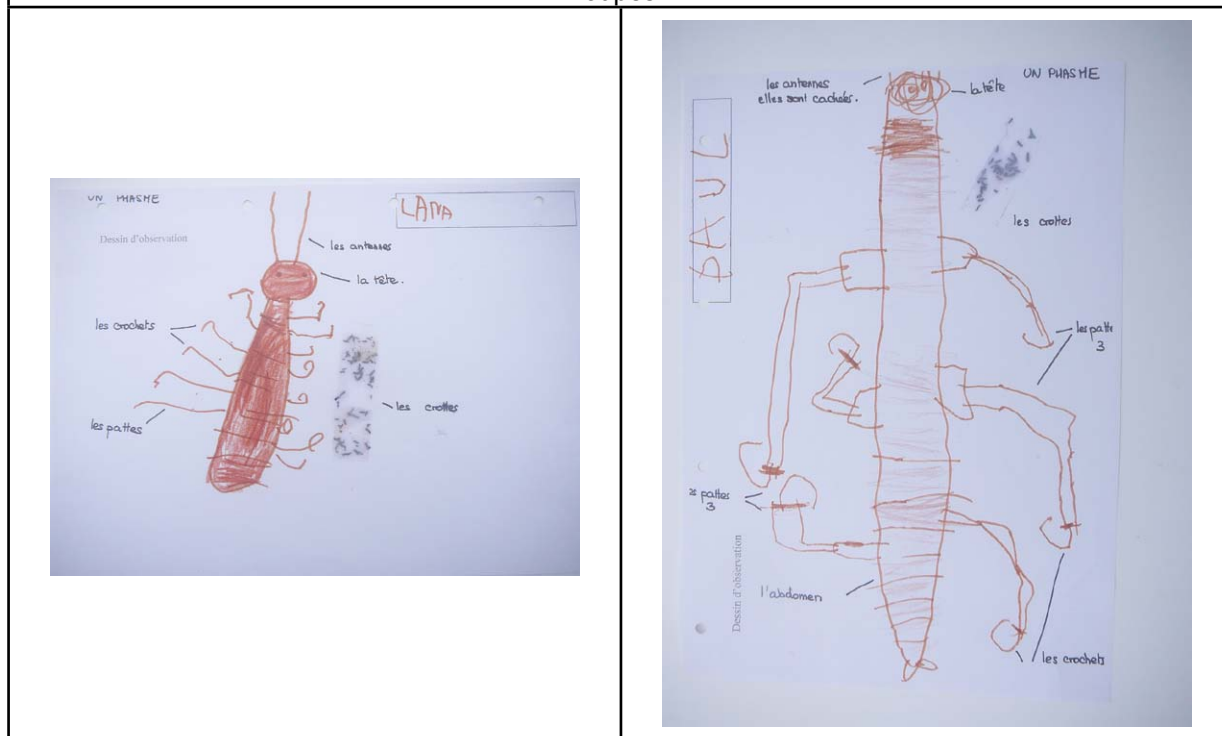 UN PHASME
LANA
Dessin d'observation
les antennes
la tête.
les crochets
les crottes
les pattes
UN PHASME
les antennes
elles sont cachées.
la tête
PAUL
les crottes
les patte
3
pattes
3
Dessin d'observation
l'abdomen
les crochets